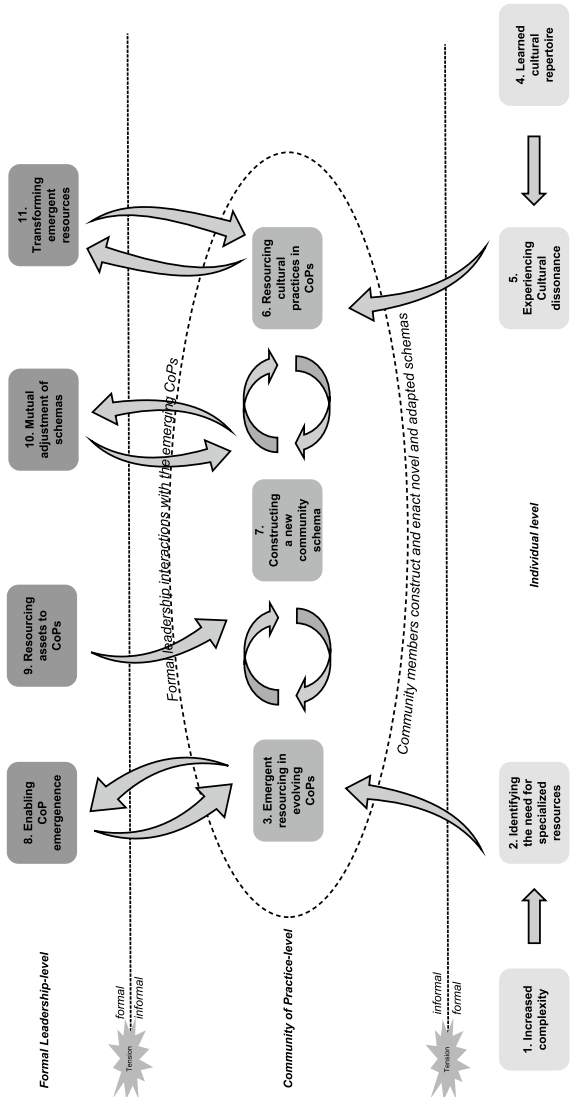 Formal Leadership-level
8. Enabling
CoP
emergenence
9. Resourcing
assets to
CoPs
10. Mutual
adjustment of
schemas
11.
Transforming
emergent
resources
Tension
formal
informal
Formal leadership interactions with the emerging CoPs
Community of Practice-level
3. Emergent
resourcing in
evolving
CoPs
7.
Constructing
a new
community
schema
6. Resourcing
cultural
practices in
CoPs
Community members construct and enact novel and adapted schemas
Tension
informal
formal
1. Increased
complexity
2. Identifying
the need for
specialized
resources
Individual level
5.
Experiencing
Cultural
dissonance
4. Learned
cultural
repertoire